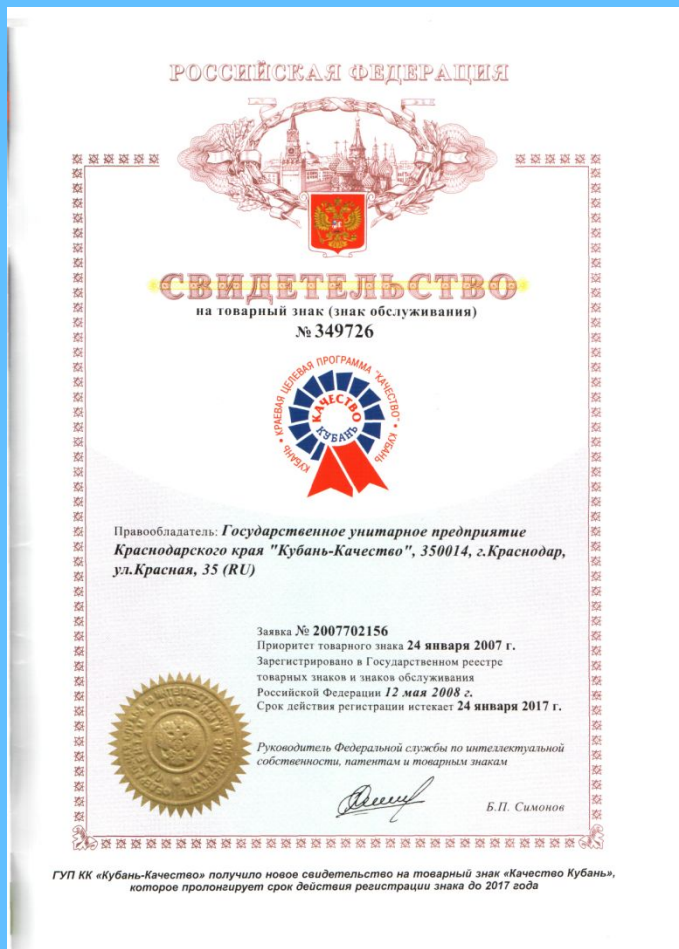 РОССИЙСКАЯ ФЕДЕРАЦИЯ
СВИДЕТЕЛЬСТВО
на товарный знак (знак обслуживания)
№ 349726
КУБАНЬ • КРАЕВАЯ ЦЕЛЕВАЯ ПРОГРАММА "КАЧЕСТВО" • КУБАНЬ
КАЧЕСТВО
КУБАНЬ
Правообладатель: Государственное унитарное предприятие
Краснодарского края "Кубань-Качество", 350014, г.Краснодар,
ул.Красная, 35 (RU)
Заявка № 2007702156
Приоритет товарного знака 24 января 2007 г.
Зарегистрировано в Государственном реестре
товарных знаков и знаков обслуживания
Российской Федерации 12 мая 2008 г.
Срок действия регистрации истекает 24 января 2017 г.
Руководитель Федеральной службы по интеллектуальной
собственности, патентам и товарным знакам
Б.П. Симонов
ГУП КК «Кубань-Качество» получило новое свидетельство на товарный знак «Качество Кубань»,
которое пролонгирует срок действия регистрации знака до 2017 года